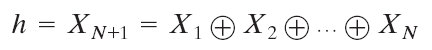 h = X_{N+1} = X_1 ⊕ X_2 ⊕ ... ⊕ X_N